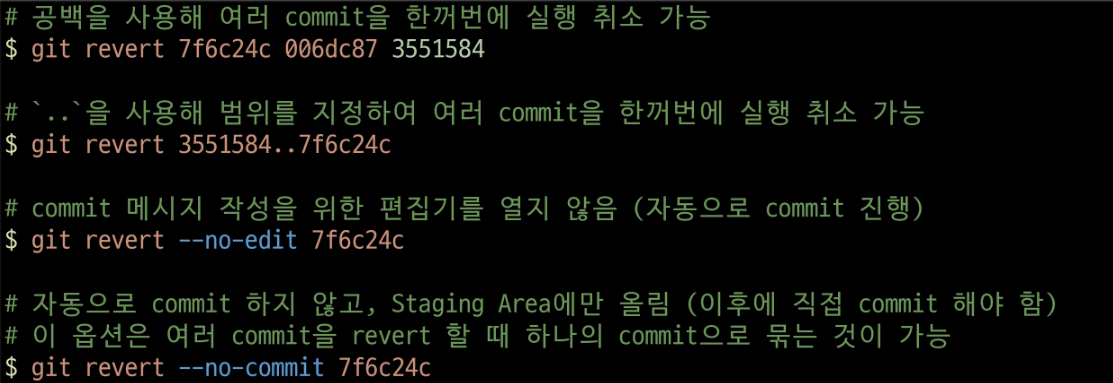 # 공백을 사용해 여러 commit을 한꺼번에 실행 취소 가능
$ git revert 7f6c24c 006dc87 3551584
# `..`을 사용해 범위를 지정하여 여러 commit을 한꺼번에 실행 취소 가능
$ git revert 3551584..7f6c24c
# commit 메시지 작성을 위한 편집기를 열지 않음 (자동으로 commit 진행)
$ git revert --no-edit 7f6c24c
# 자동으로 commit 하지 않고, Staging Area에만 올림 (이후에 직접 commit 해야 함)
# 이 옵션은 여러 commit을 revert 할 때 하나의 commit으로 묶는 것이 가능
$ git revert --no-commit 7f6c24c